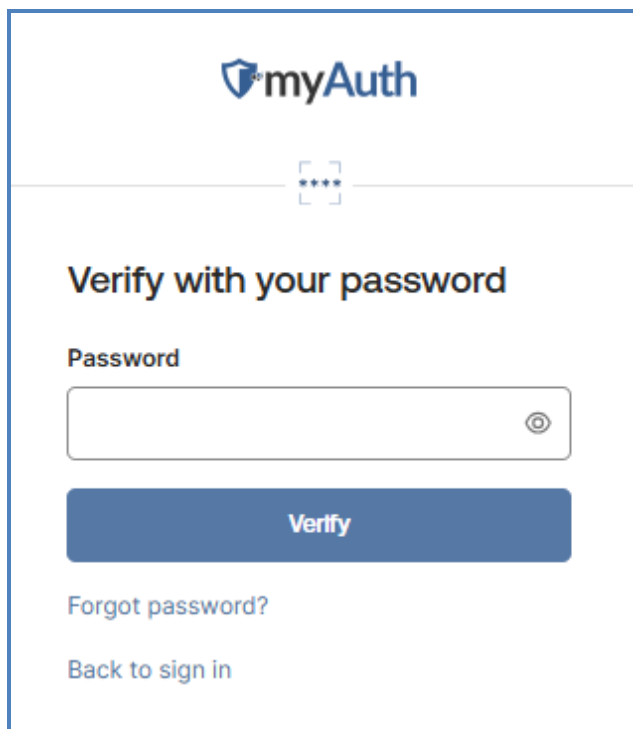 myAuth
****
Verify with your password
Password
Verify
Forgot password?
Back to sign in